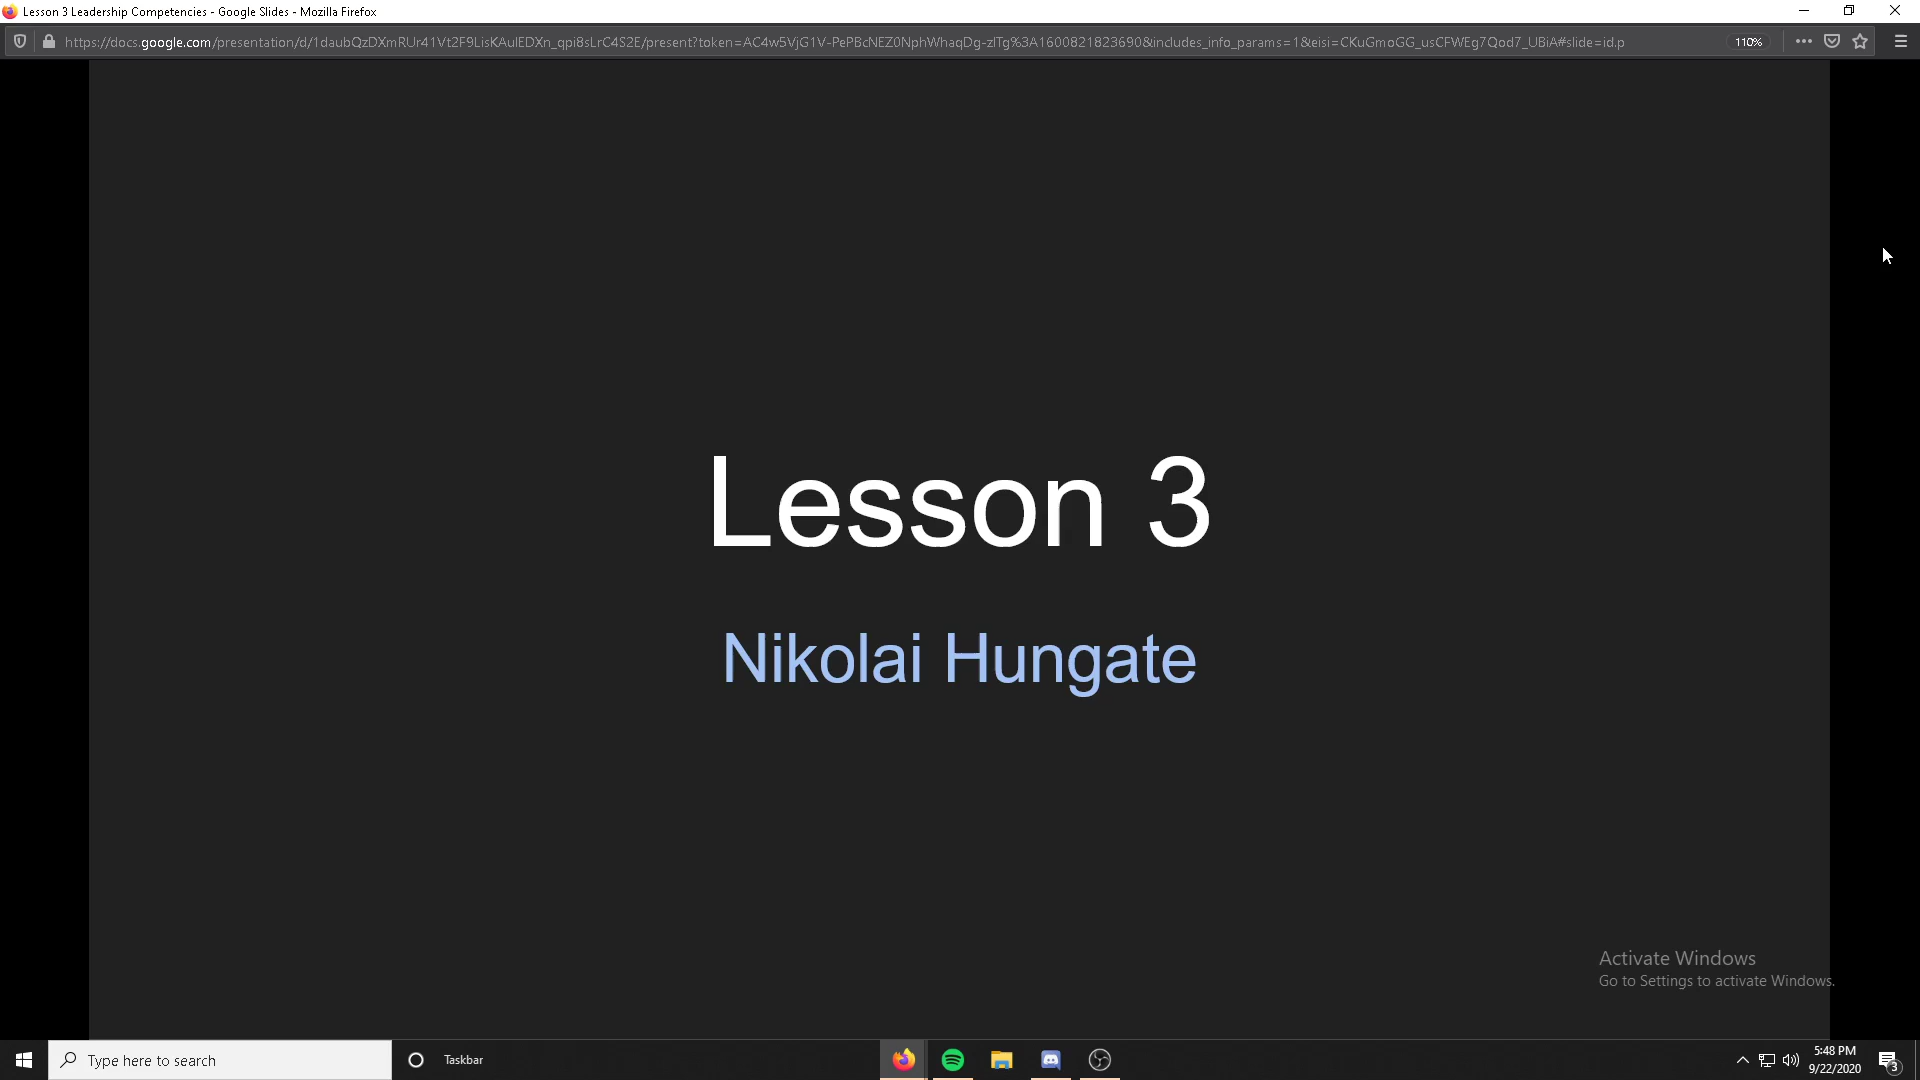 Lesson 3 Leadership Competencies - Google Slides - Mozilla Firefox
https://docs.google.com/presentation/d/1daubQzDXmRUr41Vt2F9LisKAulEDXn_qpi8sLrC4S2E/present?token=AC4w5VjG1V-PePBcNEZ0NphWhaqDg-zlTg%3A1600821823690&includes_info_params=1&eisi=CKuGmoGG_usCFWEg7Qod7_UBiA#slide=id.p
110%
Lesson 3
Nikolai Hungate
Activate Windows
Go to Settings to activate Windows.
Type here to search
Taskbar
5:48 PM
9/22/2020
3